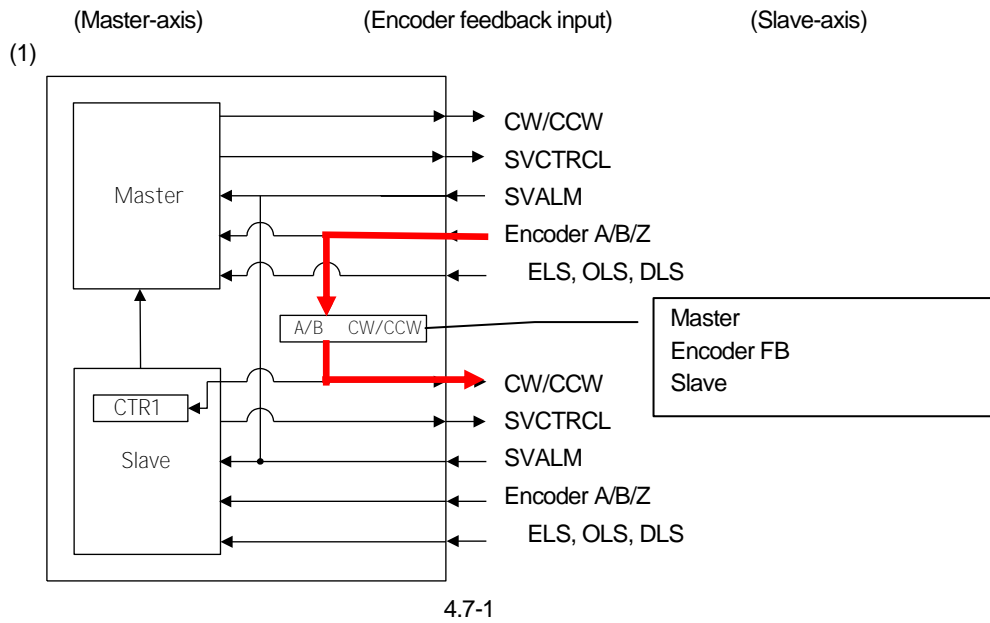 (Master-axis) (Encoder feedback input) (Slave-axis)
(1)
CW/CCW
SVCTRCL
Master
SVALM
Encoder A/B/Z
ELS, OLS, DLS
A/B CW/CCW
Master
Encoder FB
Slave
CW/CCW
CTR1
SVCTRCL
Slave
SVALM
Encoder A/B/Z
ELS, OLS, DLS
4.7-1